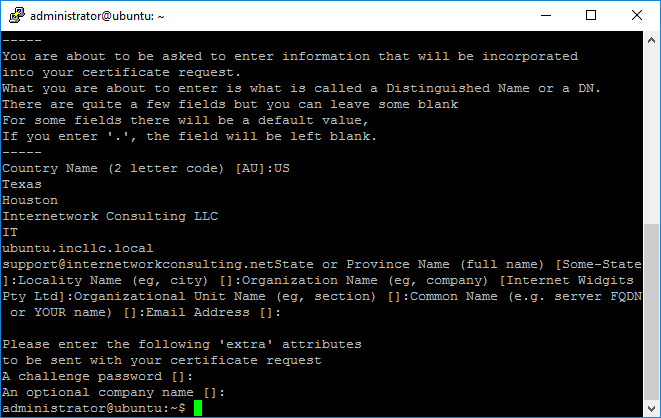 administrator@ubuntu: ~
-----
You are about to be asked to enter information that will be incorporated
into your certificate request.
What you are about to enter is what is called a Distinguished Name or a DN.
There are quite a few fields but you can leave some blank
For some fields there will be a default value,
If you enter '.', the field will be left blank.
-----
Country Name (2 letter code) [AU]:US
Texas
Houston
Internetwork Consulting LLC
IT
ubuntu.incllc.local
support@internetworkconsulting.netState or Province Name (full name) [Some-State
]:Locality Name (eg, city) []:Organization Name (eg, company) [Internet Widgits
Pty Ltd]:Organizational Unit Name (eg, section) []:Common Name (e.g. server FQDN
 or YOUR name) []:Email Address []:
Please enter the following 'extra' attributes
to be sent with your certificate request
A challenge password []:
An optional company name []:
administrator@ubuntu:~$